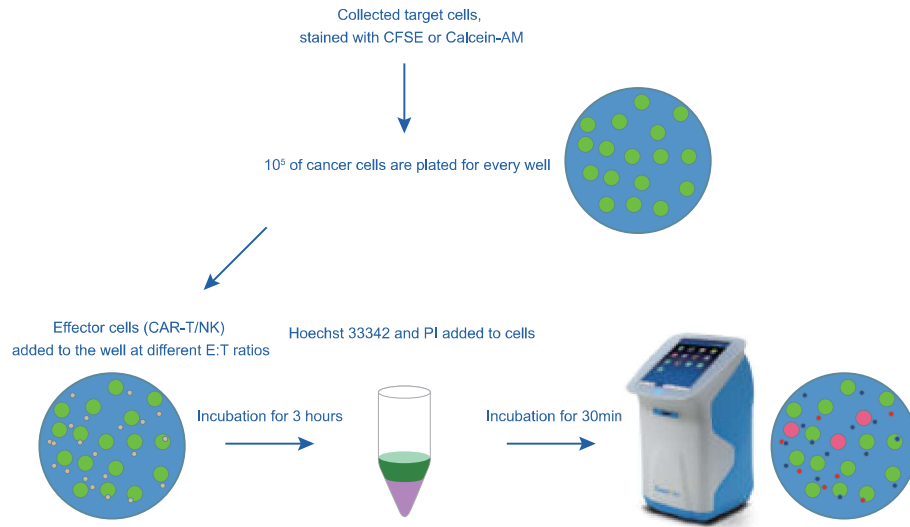 Collected target cells,
stained with CFSE or Calcein-AM
10⁵ of cancer cells are plated for every well
Effector cells (CAR-T/NK)
added to the well at different E:T ratios
Hoechst 33342 and PI added to cells
Incubation for 3 hours
Incubation for 30min